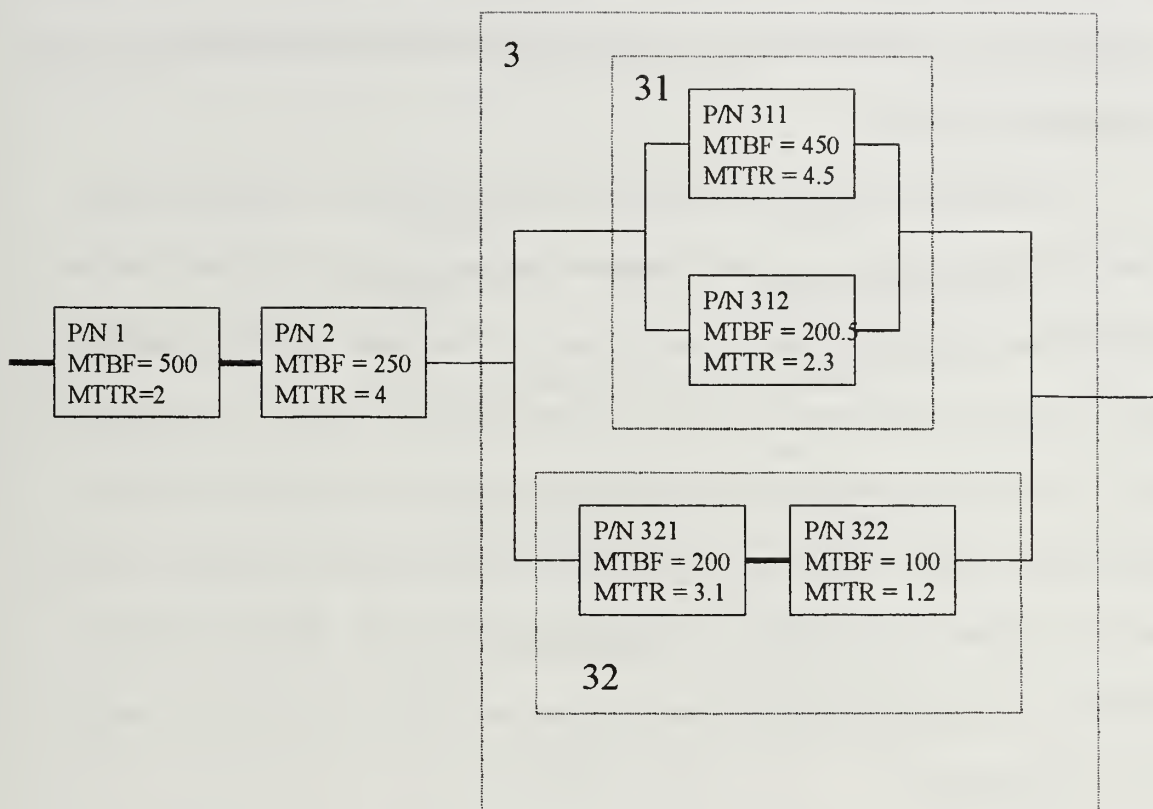 3
31
P/N 311
MTBF = 450
MTTR = 4.5
P/N 312
MTBF = 200.5
MTTR = 2.3
P/N 1
MTBF= 500
MTTR=2
P/N 2
MTBF = 250
MTTR = 4
P/N 321
MTBF = 200
MTTR = 3.1
P/N 322
MTBF = 100
MTTR = 1.2
32